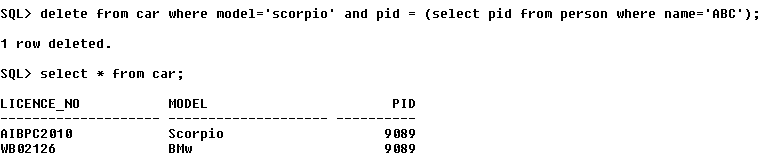 SQL> delete from car where model='scorpio' and pid = (select pid from person where name='ABC');
1 row deleted.
SQL> select * from car;
LICENCE_NO           MODEL                       PID
-------------------- -------------------- ----------
AIBPC2010            Scorpio                    9089
WB02126              BMw                        9089